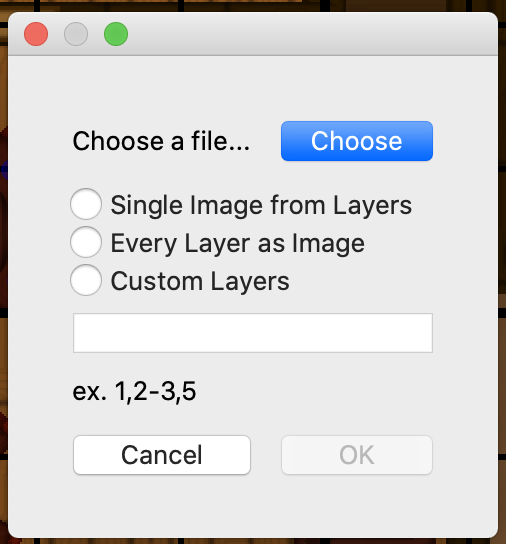 Choose a file... Choose
Single Image from Layers
Every Layer as Image
Custom Layers
ex. 1,2-3,5
Cancel OK